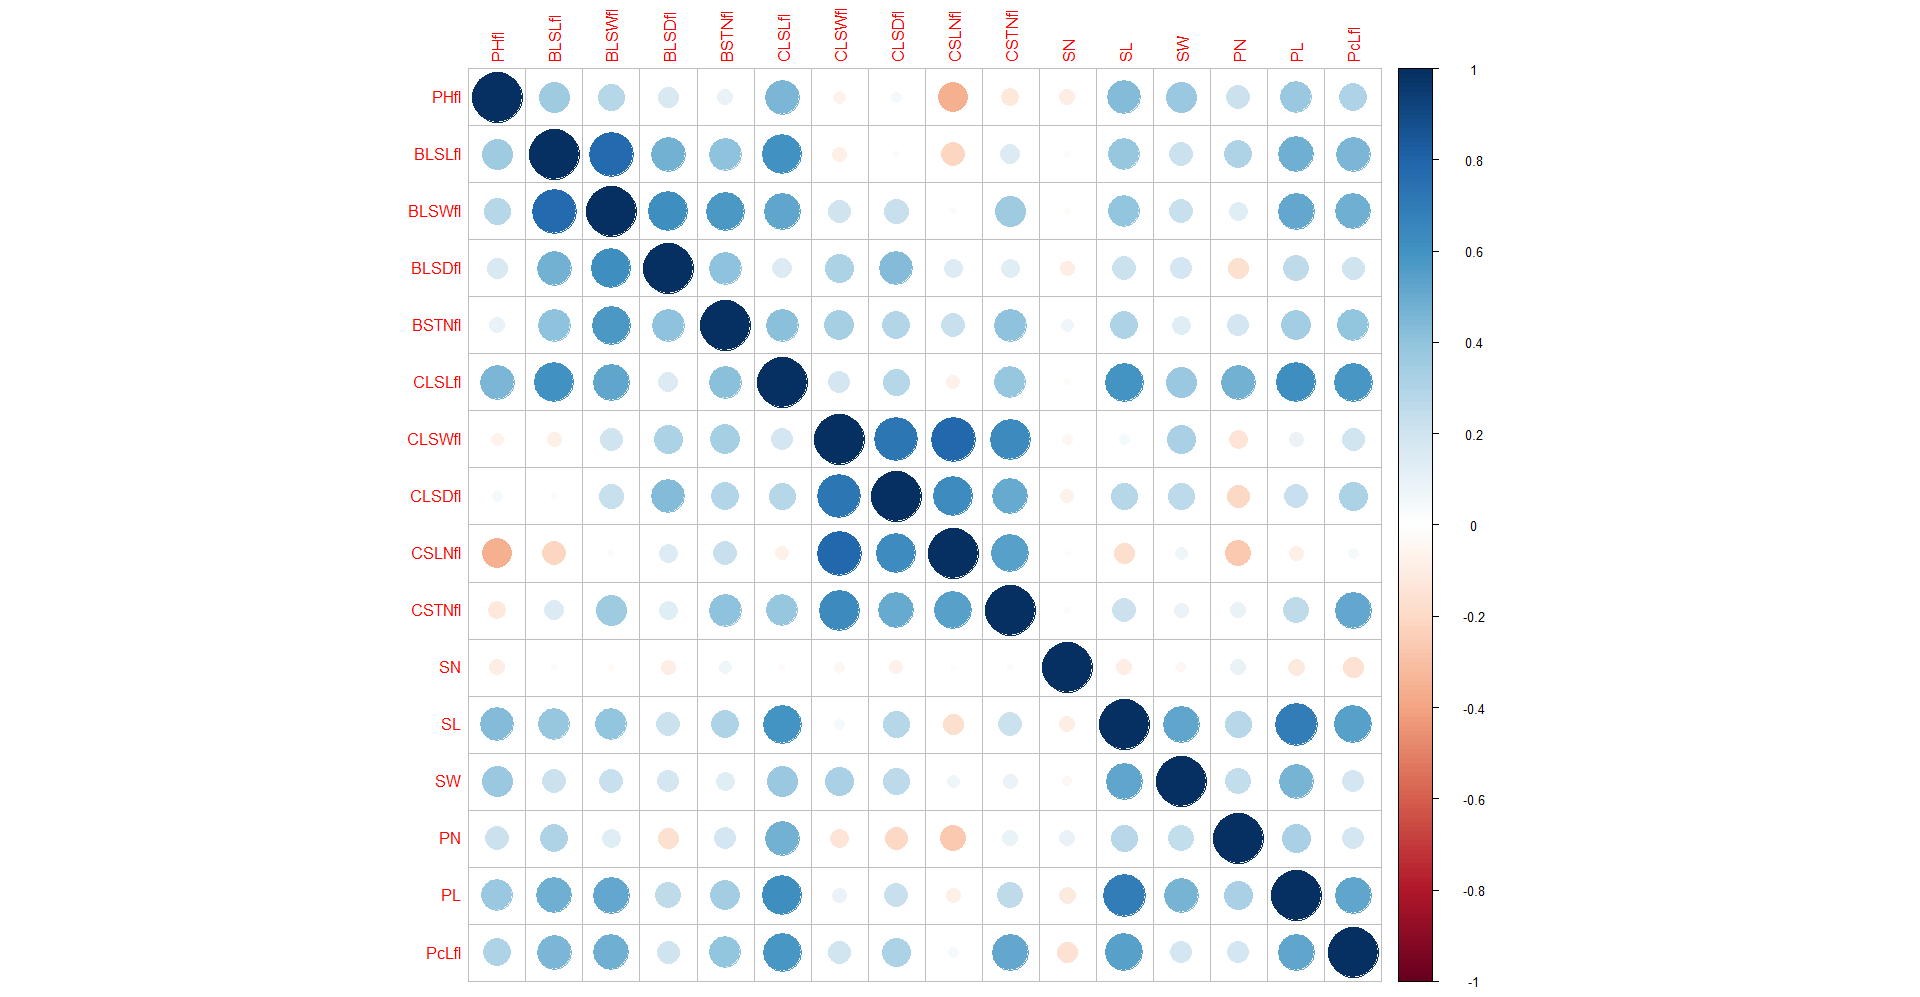 PHfl
BLSLfl
BLSWfl
BLSDfl
BSTNfl
CLSLfl
CLSWfl
CLSDfl
CSLNfl
CSTNfl
SN
SL
SW
PN
PL
PcLfl
PHfl
BLSLfl
BLSWfl
BLSDfl
BSTNfl
CLSLfl
CLSWfl
CLSDfl
CSLNfl
CSTNfl
SN
SL
SW
PN
PL
PcLfl
1
0.8
0.6
0.4
0.2
0
-0.2
-0.4
-0.6
-0.8
-1